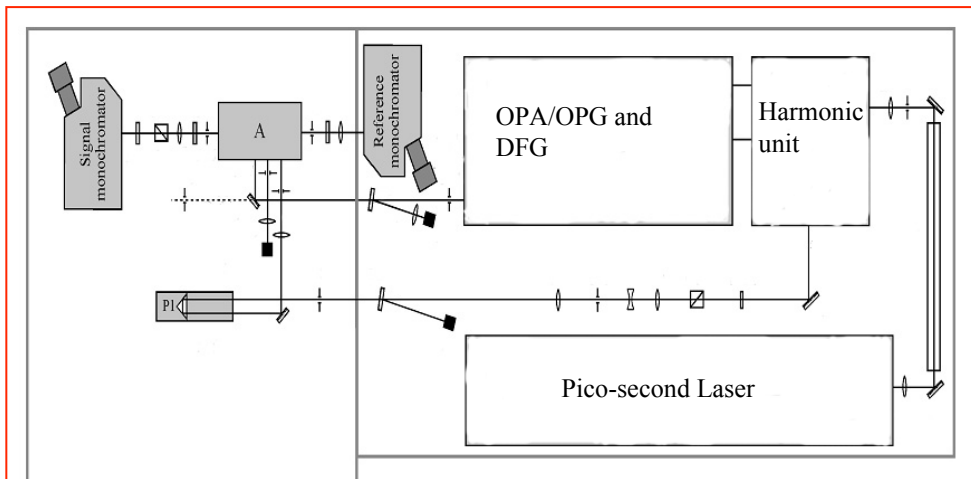 Signal
monochromator
A
Reference
monochromator
OPA/OPG and
DFG
Harmonic
unit
P1
Pico-second Laser